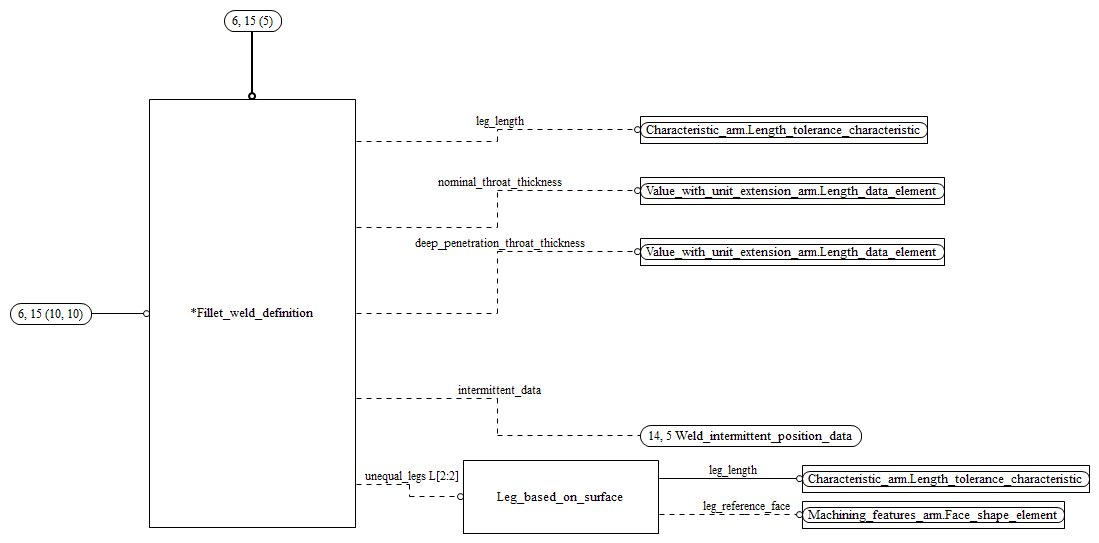 6, 15 (5)
leg_length
Characteristic_arm.Length_tolerance_characteristic
nominal_throat_thickness
Value_with_unit_extension_arm.Length_data_element
deep_penetration_throat_thickness
Value_with_unit_extension_arm.Length_data_element
6, 15 (10, 10)
*Fillet_weld_definition
intermittent_data
14, 5 Weld_intermittent_position_data
unequal_legs L[2:2]
Leg_based_on_surface
leg_length
Characteristic_arm.Length_tolerance_characteristic
leg_reference_face
Machining_features_arm.Face_shape_element